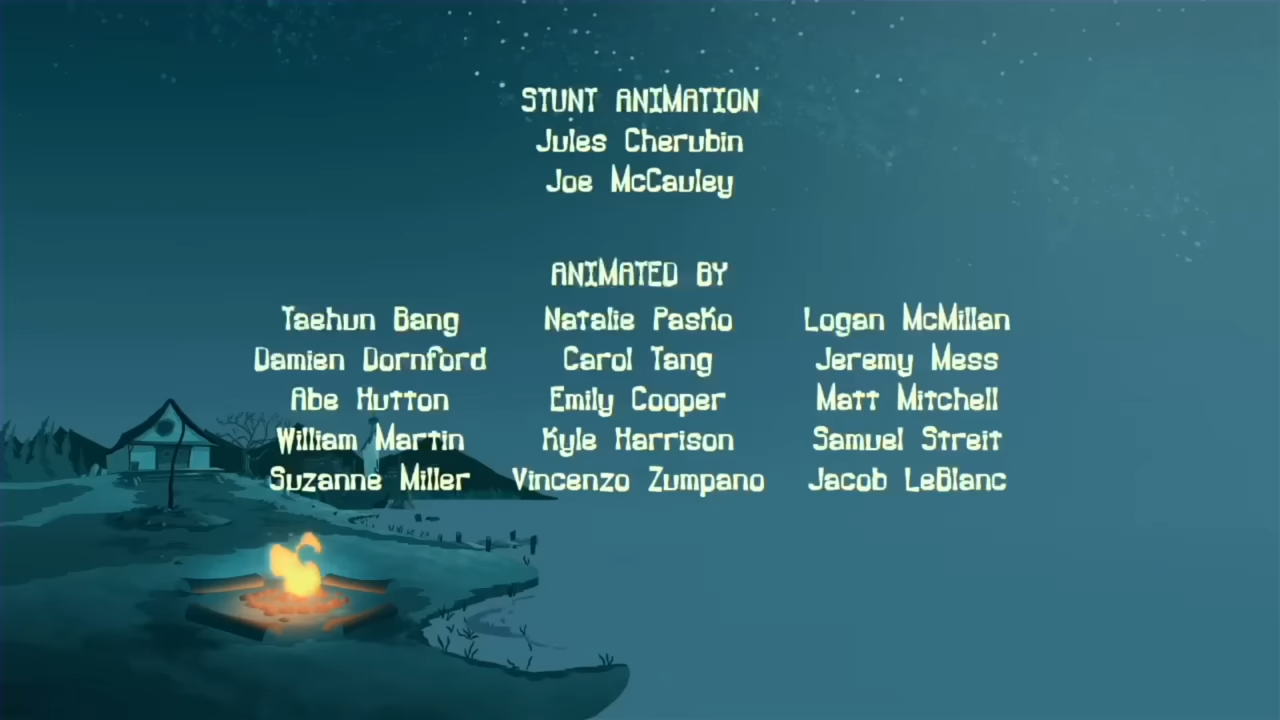 STUNT ANIMATION
Jules Cherubin
Joe McCauley
ANIMATED BY
Taehun Bang Natalie Pasko Logan McMillan
Damien Dornford Carol Tang Jeremy Mess
Abe Hutton Emily Cooper Matt Mitchell
William Martin Kyle Harrison Samuel Streit
Suzanne Miller Vincenzo Zumpano Jacob LeBlanc